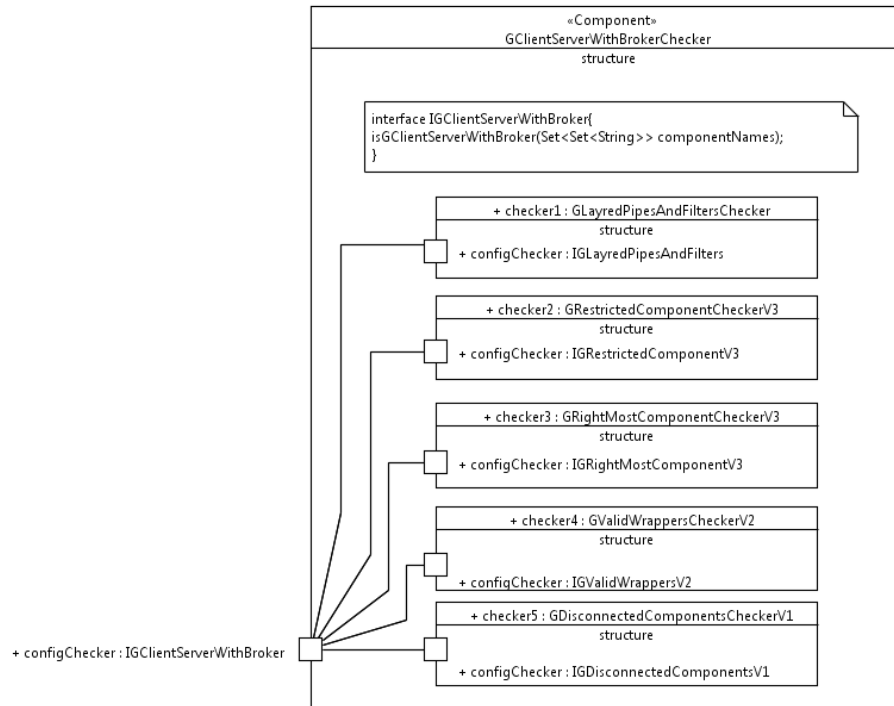 «Component»
GClientServerWithBrokerChecker
structure
interface IGClientServerWithBroker{
isGClientServerWithBroker(Set<Set<String>> componentNames);
}
+ checker1 : GLayredPipesAndFiltersChecker
structure
+ configChecker : IGLayredPipesAndFilters
+ checker2 : GRestrictedComponentCheckerV3
structure
+ configChecker : IGRestrictedComponentV3
+ checker3 : GRightMostComponentCheckerV3
structure
+ configChecker : IGRightMostComponentV3
+ checker4 : GValidWrappersCheckerV2
structure
+ configChecker : IGValidWrappersV2
+ checker5 : GDisconnectedComponentsCheckerV1
structure
+ configChecker : IGDisconnectedComponentsV1
+ configChecker : IGClientServerWithBroker